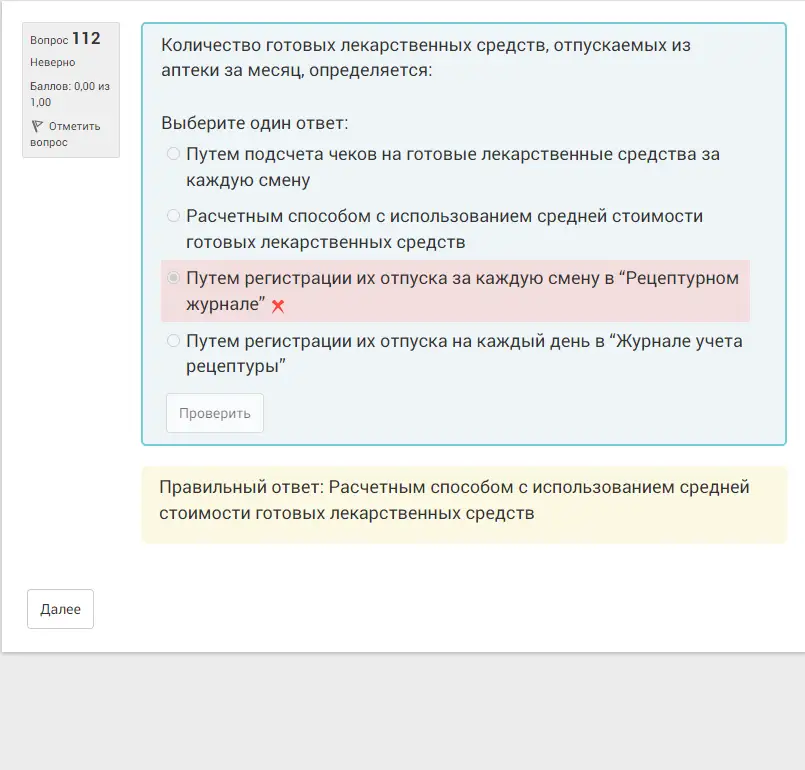 Вопрос 112
Неверно
Баллов: 0,00 из
1,00
Отметить
вопрос
Количество готовых лекарственных средств, отпускаемых из
аптеки за месяц, определяется:
Выберите один ответ:
Путем подсчета чеков на готовые лекарственные средства за
каждую смену
Расчетным способом с использованием средней стоимости
готовых лекарственных средств
Путем регистрации их отпуска за каждую смену в “Рецептурном
журнале”
Путем регистрации их отпуска на каждый день в “Журнале учета
рецептуры”
Проверить
Правильный ответ: Расчетным способом с использованием средней
стоимости готовых лекарственных средств
Далее